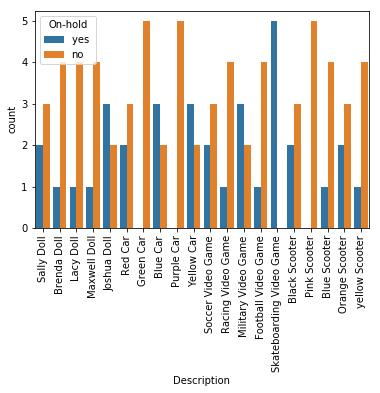 On-hold
yes
no
count
5
4
3
2
1
0
Sally Doll
Brenda Doll
Lacy Doll
Maxwell Doll
Joshua Doll
Red Car
Green Car
Blue Car
Purple Car
Yellow Car
Soccer Video Game
Racing Video Game
Military Video Game
Football Video Game
Skateboarding Video Game
Black Scooter
Pink Scooter
Blue Scooter
Orange Scooter
yellow Scooter
Description